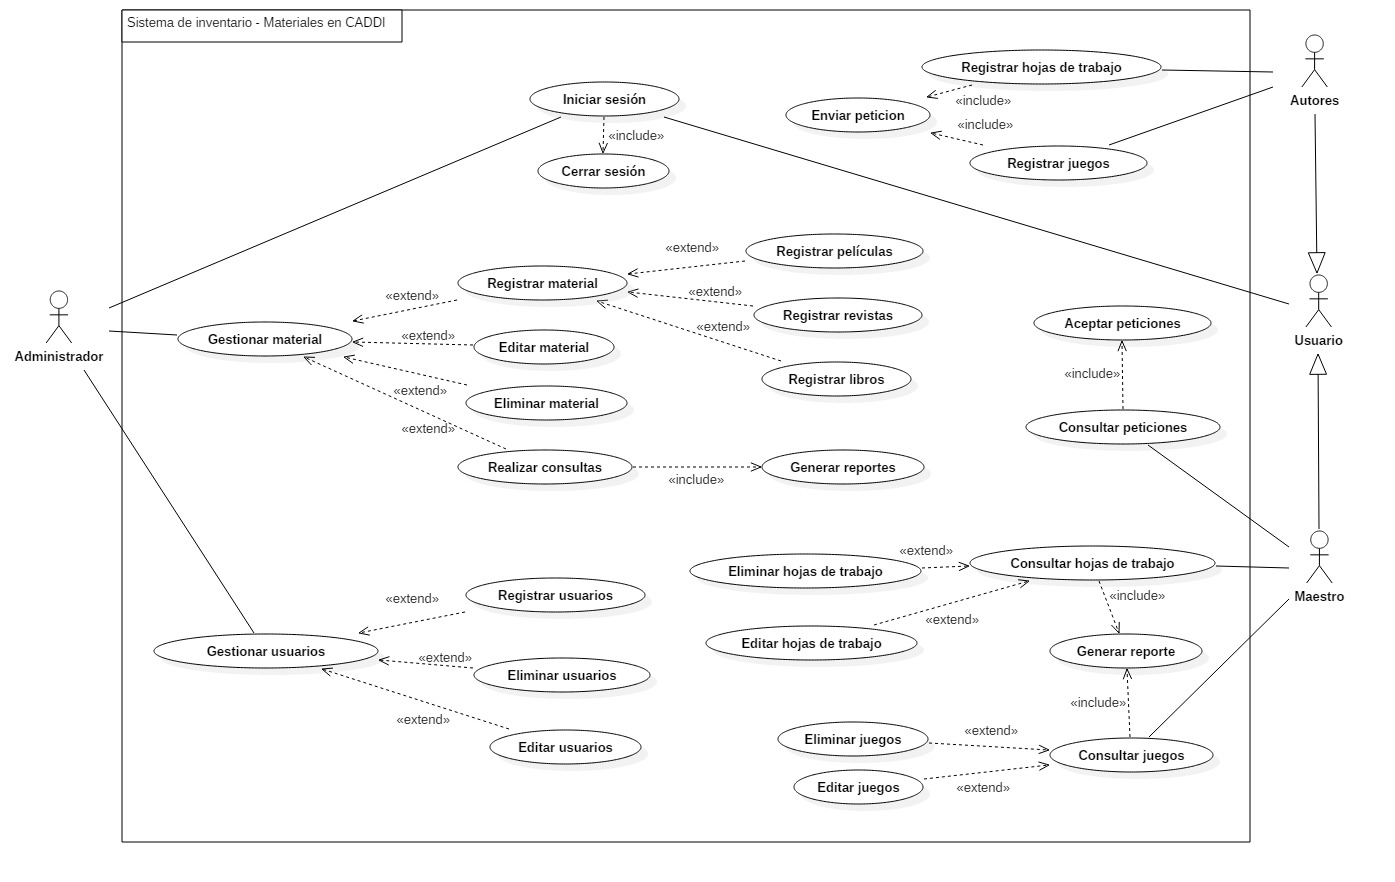 Sistema de inventario - Materiales en CADDI
Registrar hojas de trabajo
Autores
Iniciar sesión
«include»
Enviar peticion
«include»
«include»
Cerrar sesión
Registrar juegos
Registrar películas
«extend»
Registrar material
«extend»
«extend»
Registrar revistas
«extend»
Gestionar material
«extend»
Editar material
Registrar libros
Eliminar material
«extend»
«extend»
Realizar consultas
«include»
Generar reportes
Administrador
Usuario
Aceptar peticiones
«include»
Consultar peticiones
Maestro
«extend»
Eliminar hojas de trabajo
Consultar hojas de trabajo
«include»
«extend»
Editar hojas de trabajo
Generar reporte
«include»
Eliminar juegos
«extend»
Consultar juegos
Editar juegos
«extend»
Registrar usuarios
«extend»
Gestionar usuarios
«extend»
Eliminar usuarios
«extend»
Editar usuarios